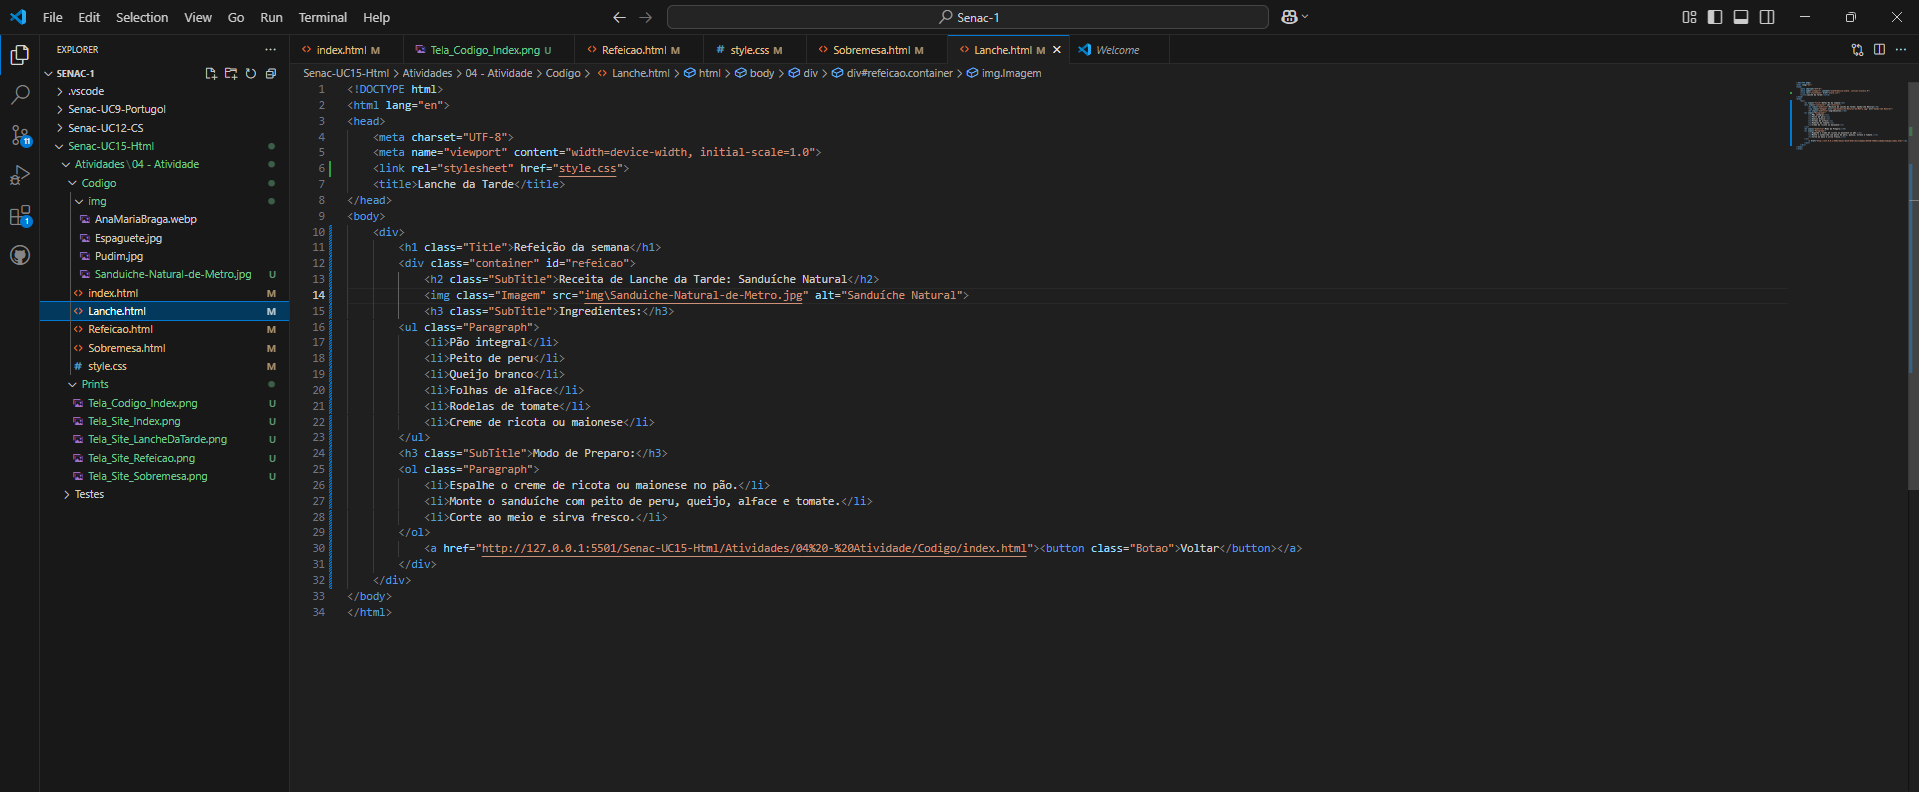 File Edit Selection View Go Run Terminal Help
Senac-1
EXPLORER
SENAC-1
.vscode
Senac-UC9-Portugol
Senac-UC12-CS
Senac-UC15-Html
Atividades\04 - Atividade
Codigo
img
AnaMariaBraga.webp
Espaguete.jpg
Pudim.jpg
Sanduiche-Natural-de-Metro.jpg U
index.html M
Lanche.html M
Refeicao.html M
Sobremesa.html M
# style.css M
Prints
Tela_Codigo_Index.png U
Tela_Site_Index.png U
Tela_Site_LancheDaTarde.png U
Tela_Site_Refeicao.png U
Tela_Site_Sobremesa.png U
Testes
11
1
index.html M Tela_Codigo_Index.png U Refeicao.html M # style.css M Sobremesa.html M Lanche.html M Welcome
Senac-UC15-Html > Atividades > 04 - Atividade > Codigo > Lanche.html > html > body > div > div#refeicao.container > img.Imagem
1 <!DOCTYPE html>
2 <html lang="en">
3 <head>
4 <meta charset="UTF-8">
5 <meta name="viewport" content="width=device-width, initial-scale=1.0">
6 <link rel="stylesheet" href="style.css">
7 <title>Lanche da Tarde</title>
8 </head>
9 <body>
10 <div>
11 <h1 class="Title">Refeição da semana</h1>
12 <div class="container" id="refeicao">
13 <h2 class="SubTitle">Receita de Lanche da Tarde: Sanduíche Natural</h2>
14 <img class="Imagem" src="img\Sanduiche-Natural-de-Metro.jpg" alt="Sanduíche Natural">
15 <h3 class="SubTitle">Ingredientes:</h3>
16 <ul class="Paragraph">
17 <li>Pão integral</li>
18 <li>Peito de peru</li>
19 <li>Queijo branco</li>
20 <li>Folhas de alface</li>
21 <li>Rodelas de tomate</li>
22 <li>Creme de ricota ou maionese</li>
23 </ul>
24 <h3 class="SubTitle">Modo de Preparo:</h3>
25 <ol class="Paragraph">
26 <li>Espalhe o creme de ricota ou maionese no pão.</li>
27 <li>Monte o sanduíche com peito de peru, queijo, alface e tomate.</li>
28 <li>Corte ao meio e sirva fresco.</li>
29 </ol>
30 <a href="http://127.0.0.1:5501/Senac-UC15-Html/Atividades/04%20-%20Atividade/Codigo/index.html"><button class="Botao">Voltar</button></a>
31 </div>
32 </div>
33 </body>
34 </html>